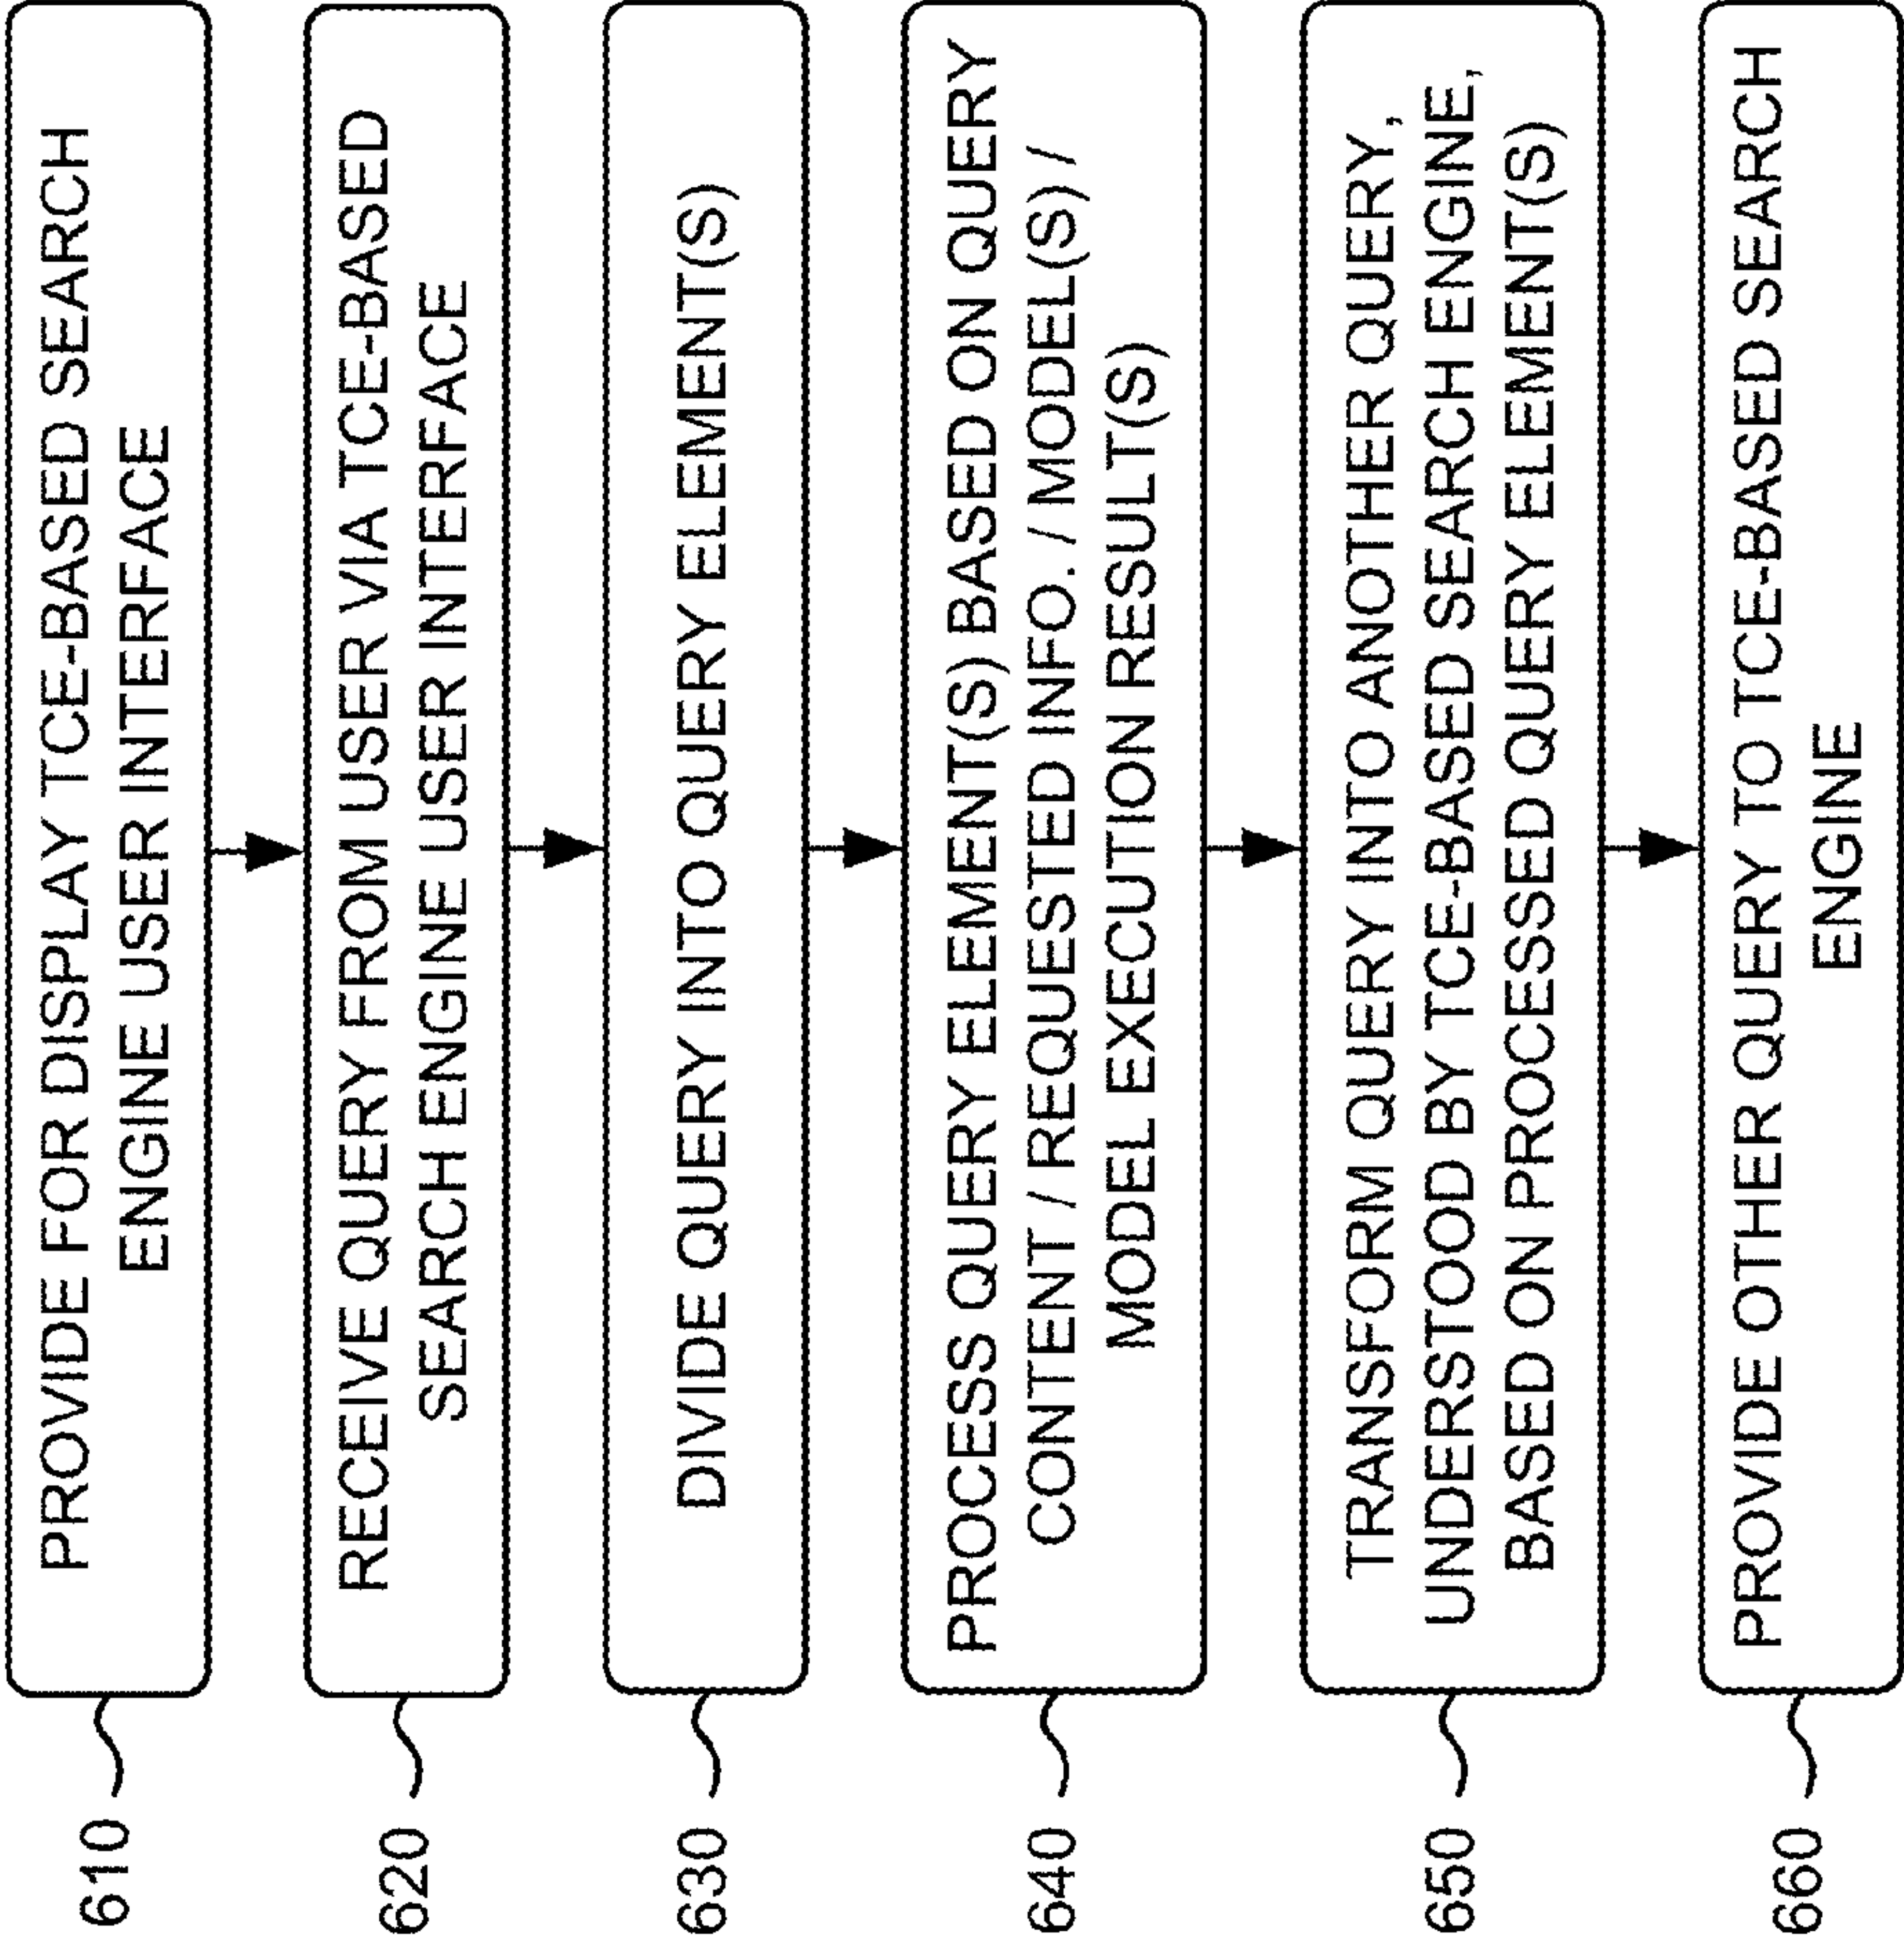 610
PROVIDE FOR DISPLAY TCE-BASED SEARCH
ENGINE USER INTERFACE
620
RECEIVE QUERY FROM USER VIA TCE-BASED
SEARCH ENGINE USER INTERFACE
630
DIVIDE QUERY INTO QUERY ELEMENT(S)
640
PROCESS QUERY ELEMENT(S) BASED ON QUERY
CONTENT / REQUESTED INFO. / MODEL(S) /
MODEL EXECUTION RESULT(S)
650
TRANSFORM QUERY INTO ANOTHER QUERY,
UNDERSTOOD BY TCE-BASED SEARCH ENGINE,
BASED ON PROCESSED QUERY ELEMENT(S)
660
PROVIDE OTHER QUERY TO TCE-BASED SEARCH
ENGINE